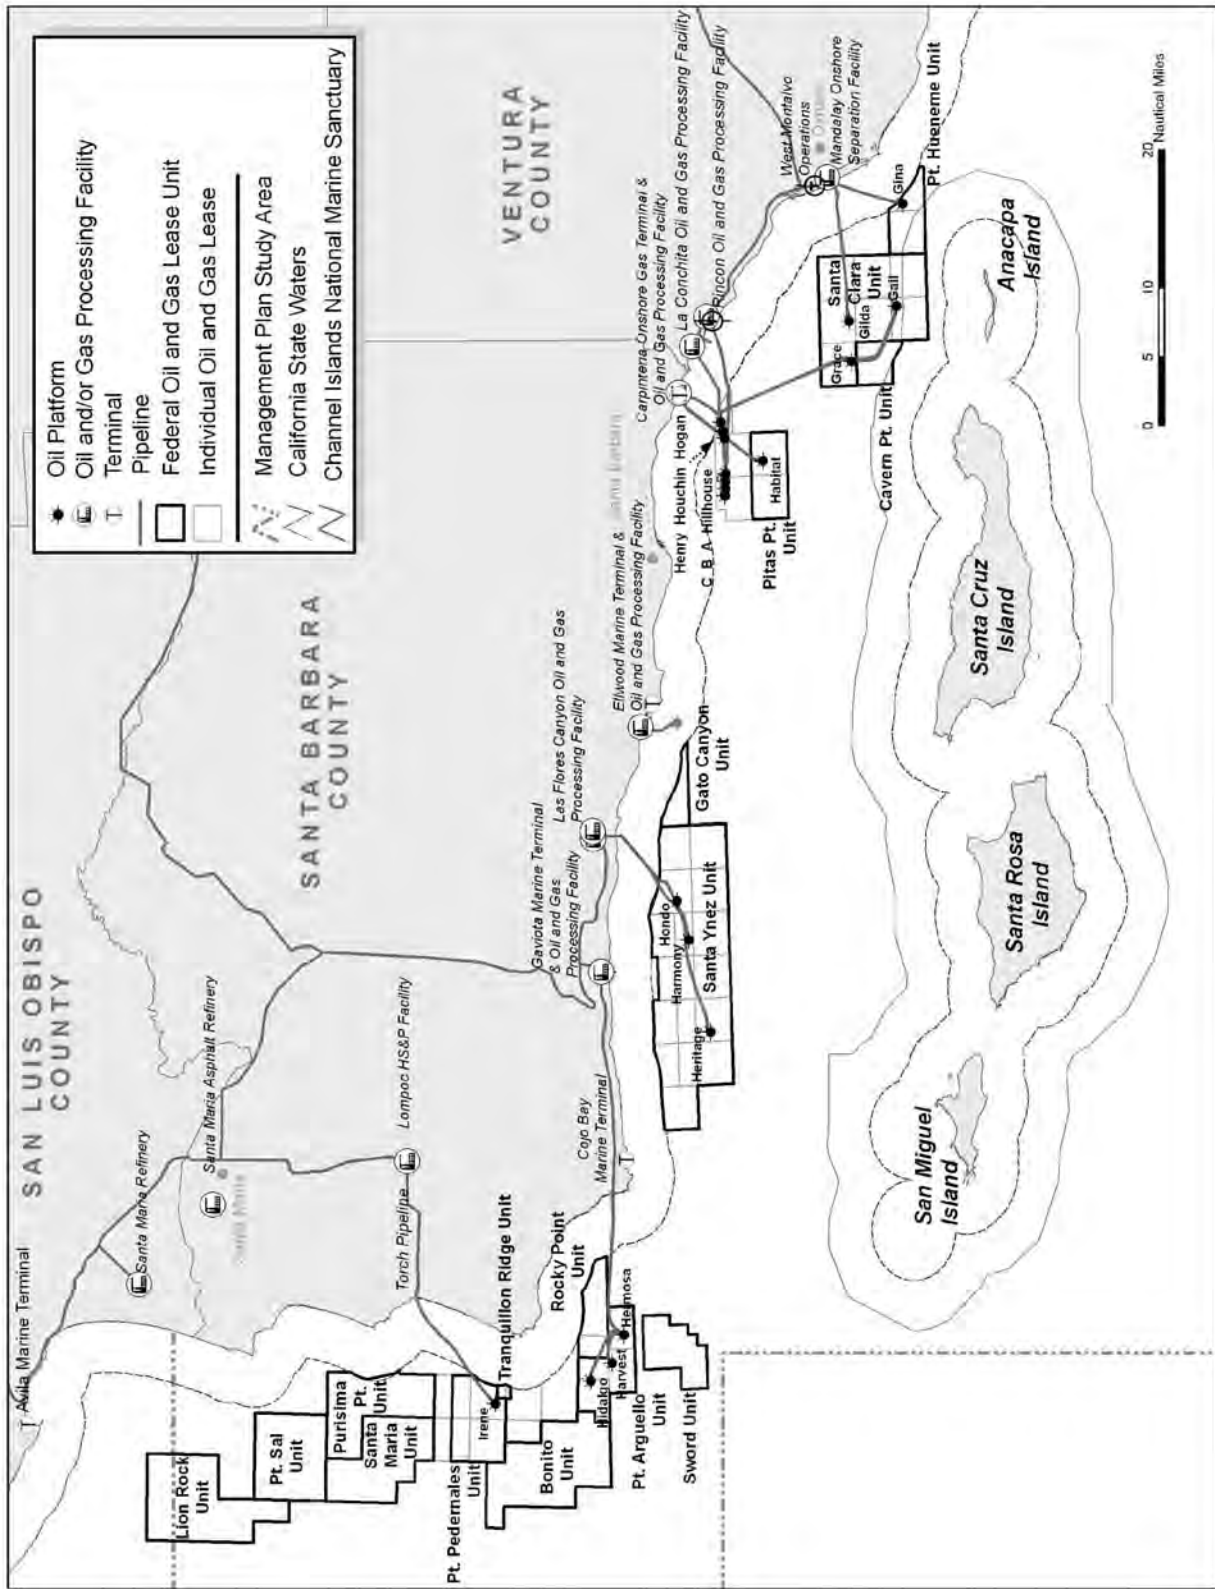 Oil Platform
Oil and/or Gas Processing Facility
Terminal
Pipeline
Federal Oil and Gas Lease Unit
Individual Oil and Gas Lease
Management Plan Study Area
California State Waters
Channel Islands National Marine Sanctuary
SAN LUIS OBISPO
COUNTY
SANTA BARBARA
COUNTY
VENTURA
COUNTY
Avila Marine Terminal
Santa Maria Refinery
Santa Maria Asphalt Refinery
Santa Maria
Lompoc HS&P Facility
Torch Pipeline
Lion Rock
Unit
Pt. Sal
Unit
Purisima
Pt.
Unit
Santa
Maria
Unit
Pt. Pedernales
Unit
Irene
Tranquillon Ridge Unit
Bonito
Unit
Rocky Point
Unit
Hidalgo
Harvest
Hermosa
Pt. Arguello
Unit
Sword Unit
Cojo Bay
Marine Terminal
Gaviota Marine Terminal
& Oil and Gas
Processing Facility
Las Flores Canyon Oil and Gas
Processing Facility
Heritage
Harmony
Hondo
Santa Ynez Unit
Gato Canyon
Unit
Ellwood Marine Terminal &
Oil and Gas Processing Facility
Santa Barbara
Carpinteria Onshore Gas Terminal &
Oil and Gas Processing Facility
La Conchita Oil and Gas Processing Facility
Rincon Oil and Gas Processing Facility
Henry Houchin Hogan
C B A Hillhouse
Habitat
Pitas Pt.
Unit
West Montalvo
Operations
Mandalay Onshore
Separation Facility
Grace
Gilda
Gail
Gina
Santa
Clara
Unit
Cavern Pt. Unit
Pt. Hueneme Unit
San Miguel
Island
Santa Rosa
Island
Santa Cruz
Island
Anacapa
Island
0 5 10 20
Nautical Miles